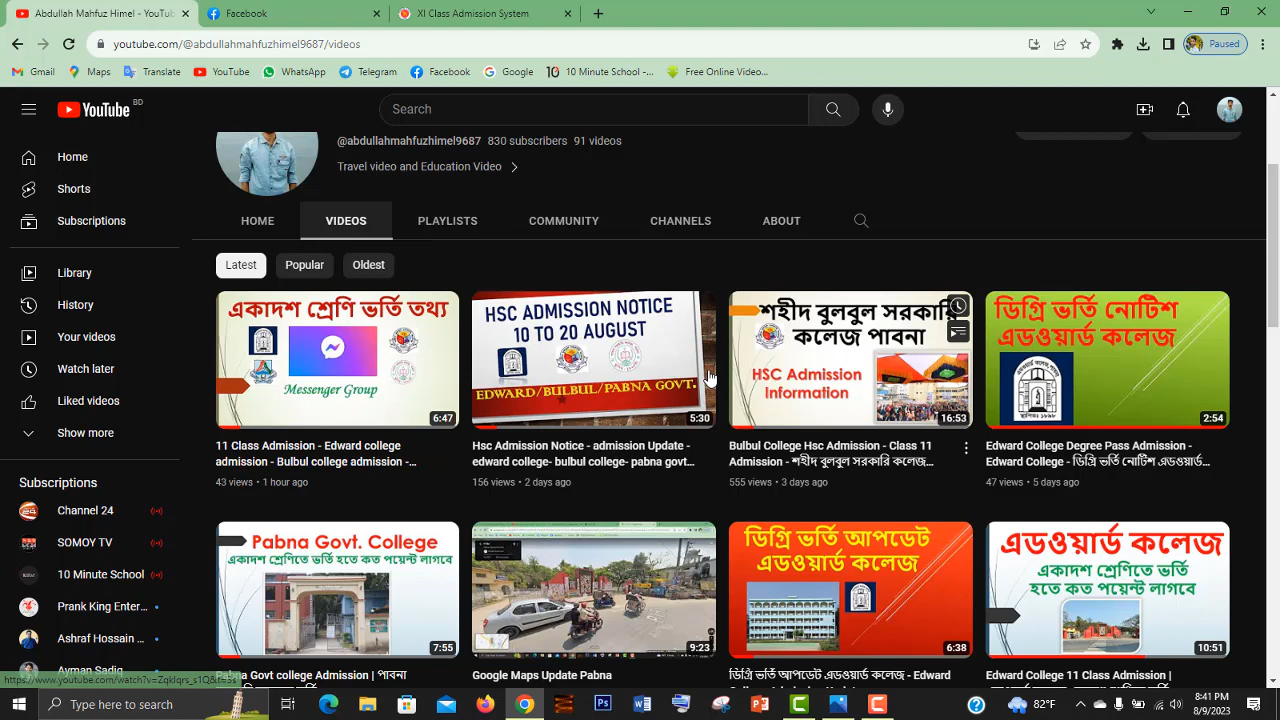 Abdullah Mahfuz Himel - YouTub
Facebook
XI Class Admission System
youtube.com/@abdullahmahfuzhimel9687/videos
Paused
Gmail
Maps
Translate
YouTube
WhatsApp
Telegram
Facebook
Google
10 Minute School -...
Free Online Video...
YouTube BD
Search
@abdullahmahfuzhimel9687 830 subscribers 91 videos
Travel video and Education Video
HOME
VIDEOS
PLAYLISTS
COMMUNITY
CHANNELS
ABOUT
Latest
Popular
Oldest
Home
Shorts
Subscriptions
Library
History
Your videos
Watch later
Liked videos
Show more
Subscriptions
Channel 24
SOMOY TV
10 Minute School
Prank King Enter...
Ashraf Hossain ...
Ayman Sadiq
একাদশ শ্রেণি ভর্তি তথ্য
Messenger Group
6:47
11 Class Admission - Edward college
admission - Bulbul college admission -...
43 views • 1 hour ago
HSC ADMISSION NOTICE
10 TO 20 AUGUST
EDWARD/BULBUL/PABNA GOVT.
5:30
Hsc Admission Notice - admission Update -
edward college- bulbul college- pabna govt...
156 views • 2 days ago
শহীদ বুলবুল সরকারি
কলেজ পাবনা
HSC Admission
Information
16:53
Bulbul College Hsc Admission - Class 11
Admission - শহীদ বুলবুল সরকারি কলেজ...
555 views • 3 days ago
ডিগ্রি ভর্তি নোটিশ
এডওয়ার্ড কলেজ
2:54
Edward College Degree Pass Admission -
Edward College - ডিগ্রি ভর্তি নোটিশ এডওয়ার্ড...
47 views • 5 days ago
Pabna Govt. College
একাদশ শ্রেণিতে ভর্তি হতে কত পয়েন্ট লাগবে
7:55
Pabna Govt college Admission | পাবনা
9:23
Google Maps Update Pabna
ডিগ্রি ভর্তি আপডেট
এডওয়ার্ড কলেজ
6:38
ডিগ্রি ভর্তি আপডেট এডওয়ার্ড কলেজ - Edward
এডওয়ার্ড কলেজ
একাদশ শ্রেণিতে ভর্তি
হতে কত পয়েন্ট লাগবে
10:51
Edward College 11 Class Admission |
Type here to search
82°F
8:41 PM
8/9/2023